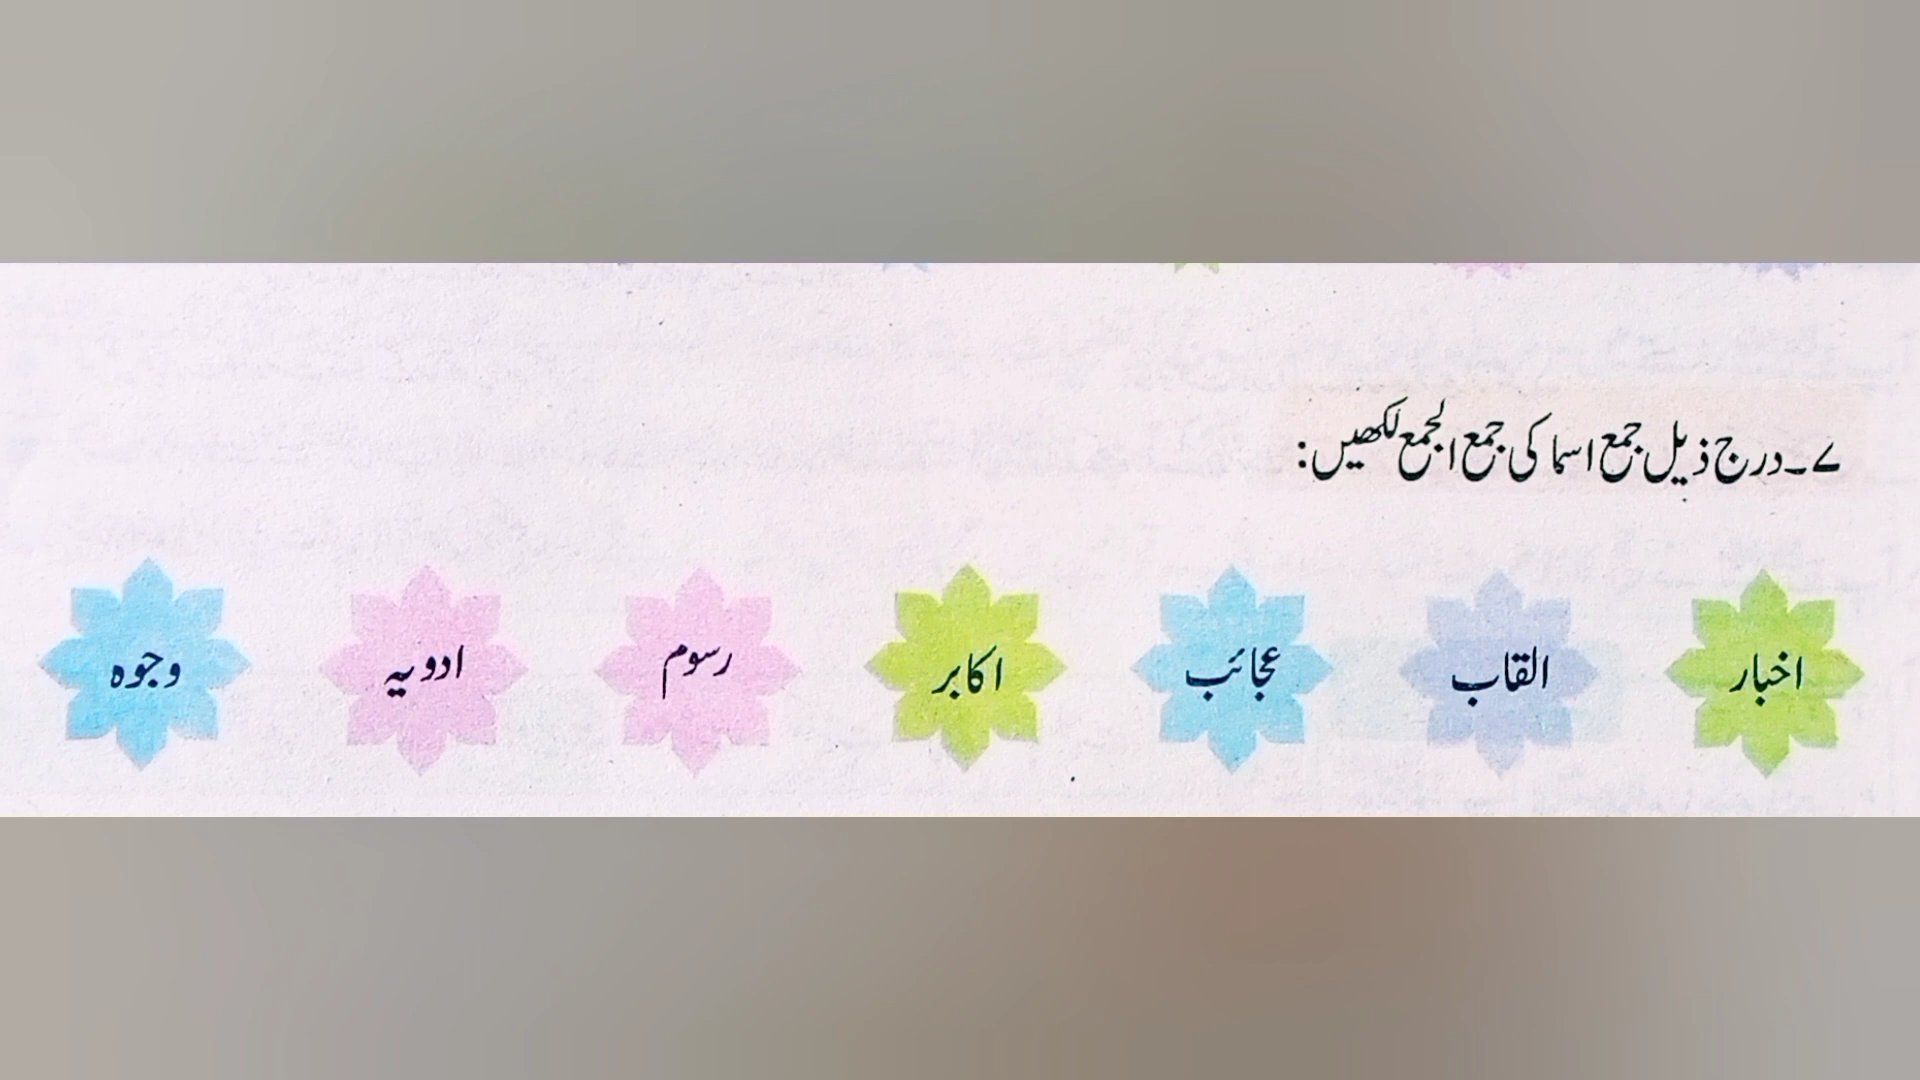 ۷۔درج ذیل جمع اسما کی جمع الجمع لکھیں:
اخبار القاب عجائب اکابر رسوم ادویہ وجوہ